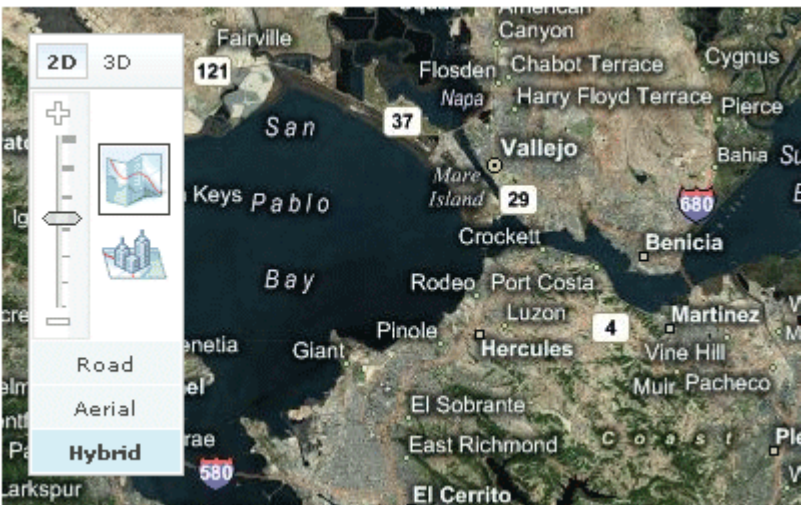 American
Canyon
2D 3D
Fairville
121
Flosden
Chabot Terrace
Cygnus
Napa
Harry Floyd Terrace
Pierce
37
San
Vallejo
Bahia
Mare
Island
29
Keys
Pablo
680
Crockett
Benicia
Bay
Rodeo
Port Costa
Luzon
4
Martinez
Pinole
Giant
Hercules
Vine Hill
Road
Muir
Pacheco
Aerial
El Sobrante
Hybrid
East Richmond
Coast
580
Larkspur
El Cerrito